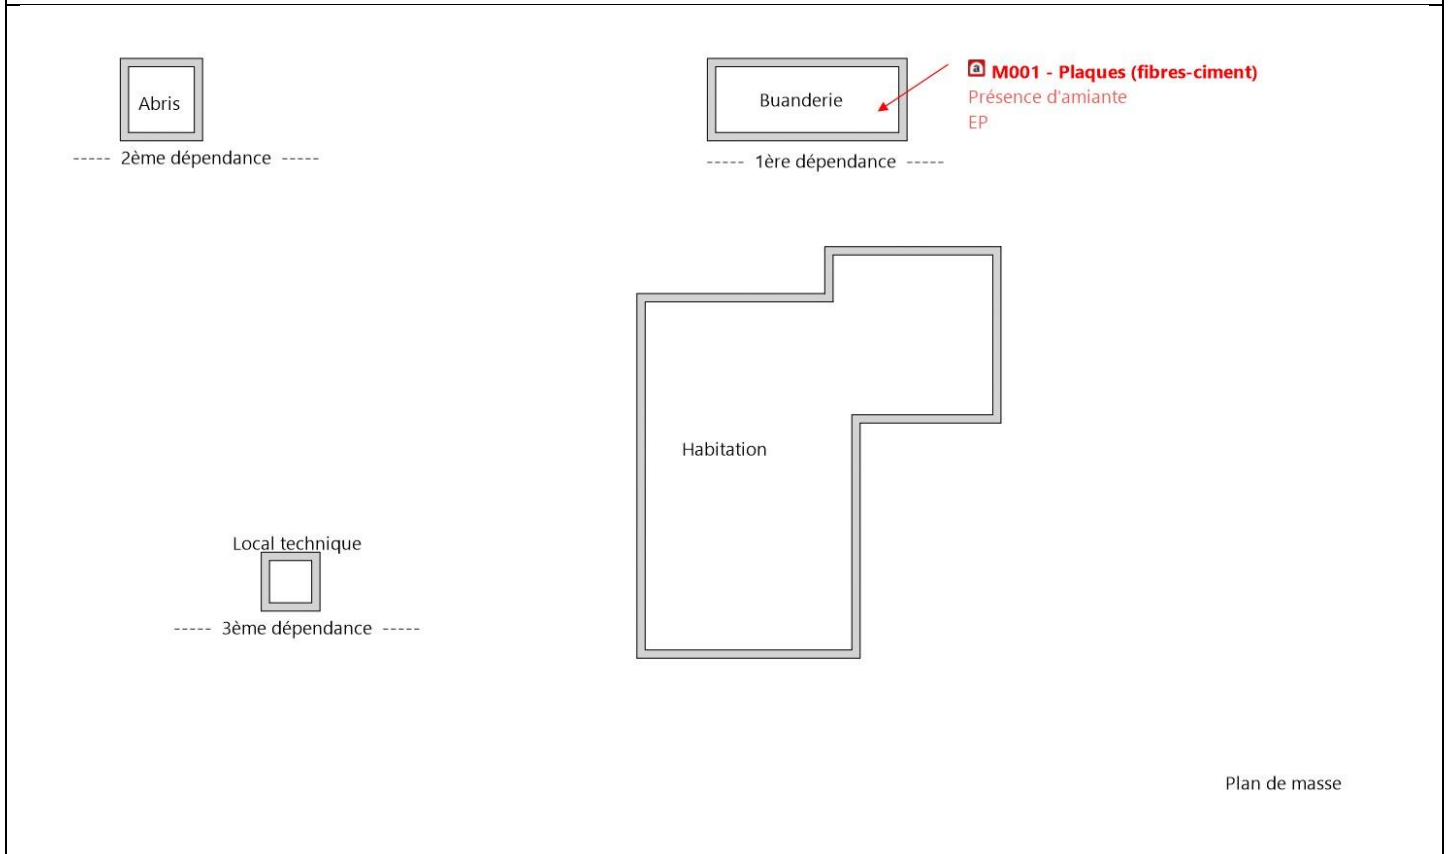 Abris
----- 2ème dépendance -----
Buanderie
----- 1ère dépendance -----
a M001 - Plaques (fibres-ciment)
Présence d'amiante
EP
Habitation
Local technique
----- 3ème dépendance -----
Plan de masse